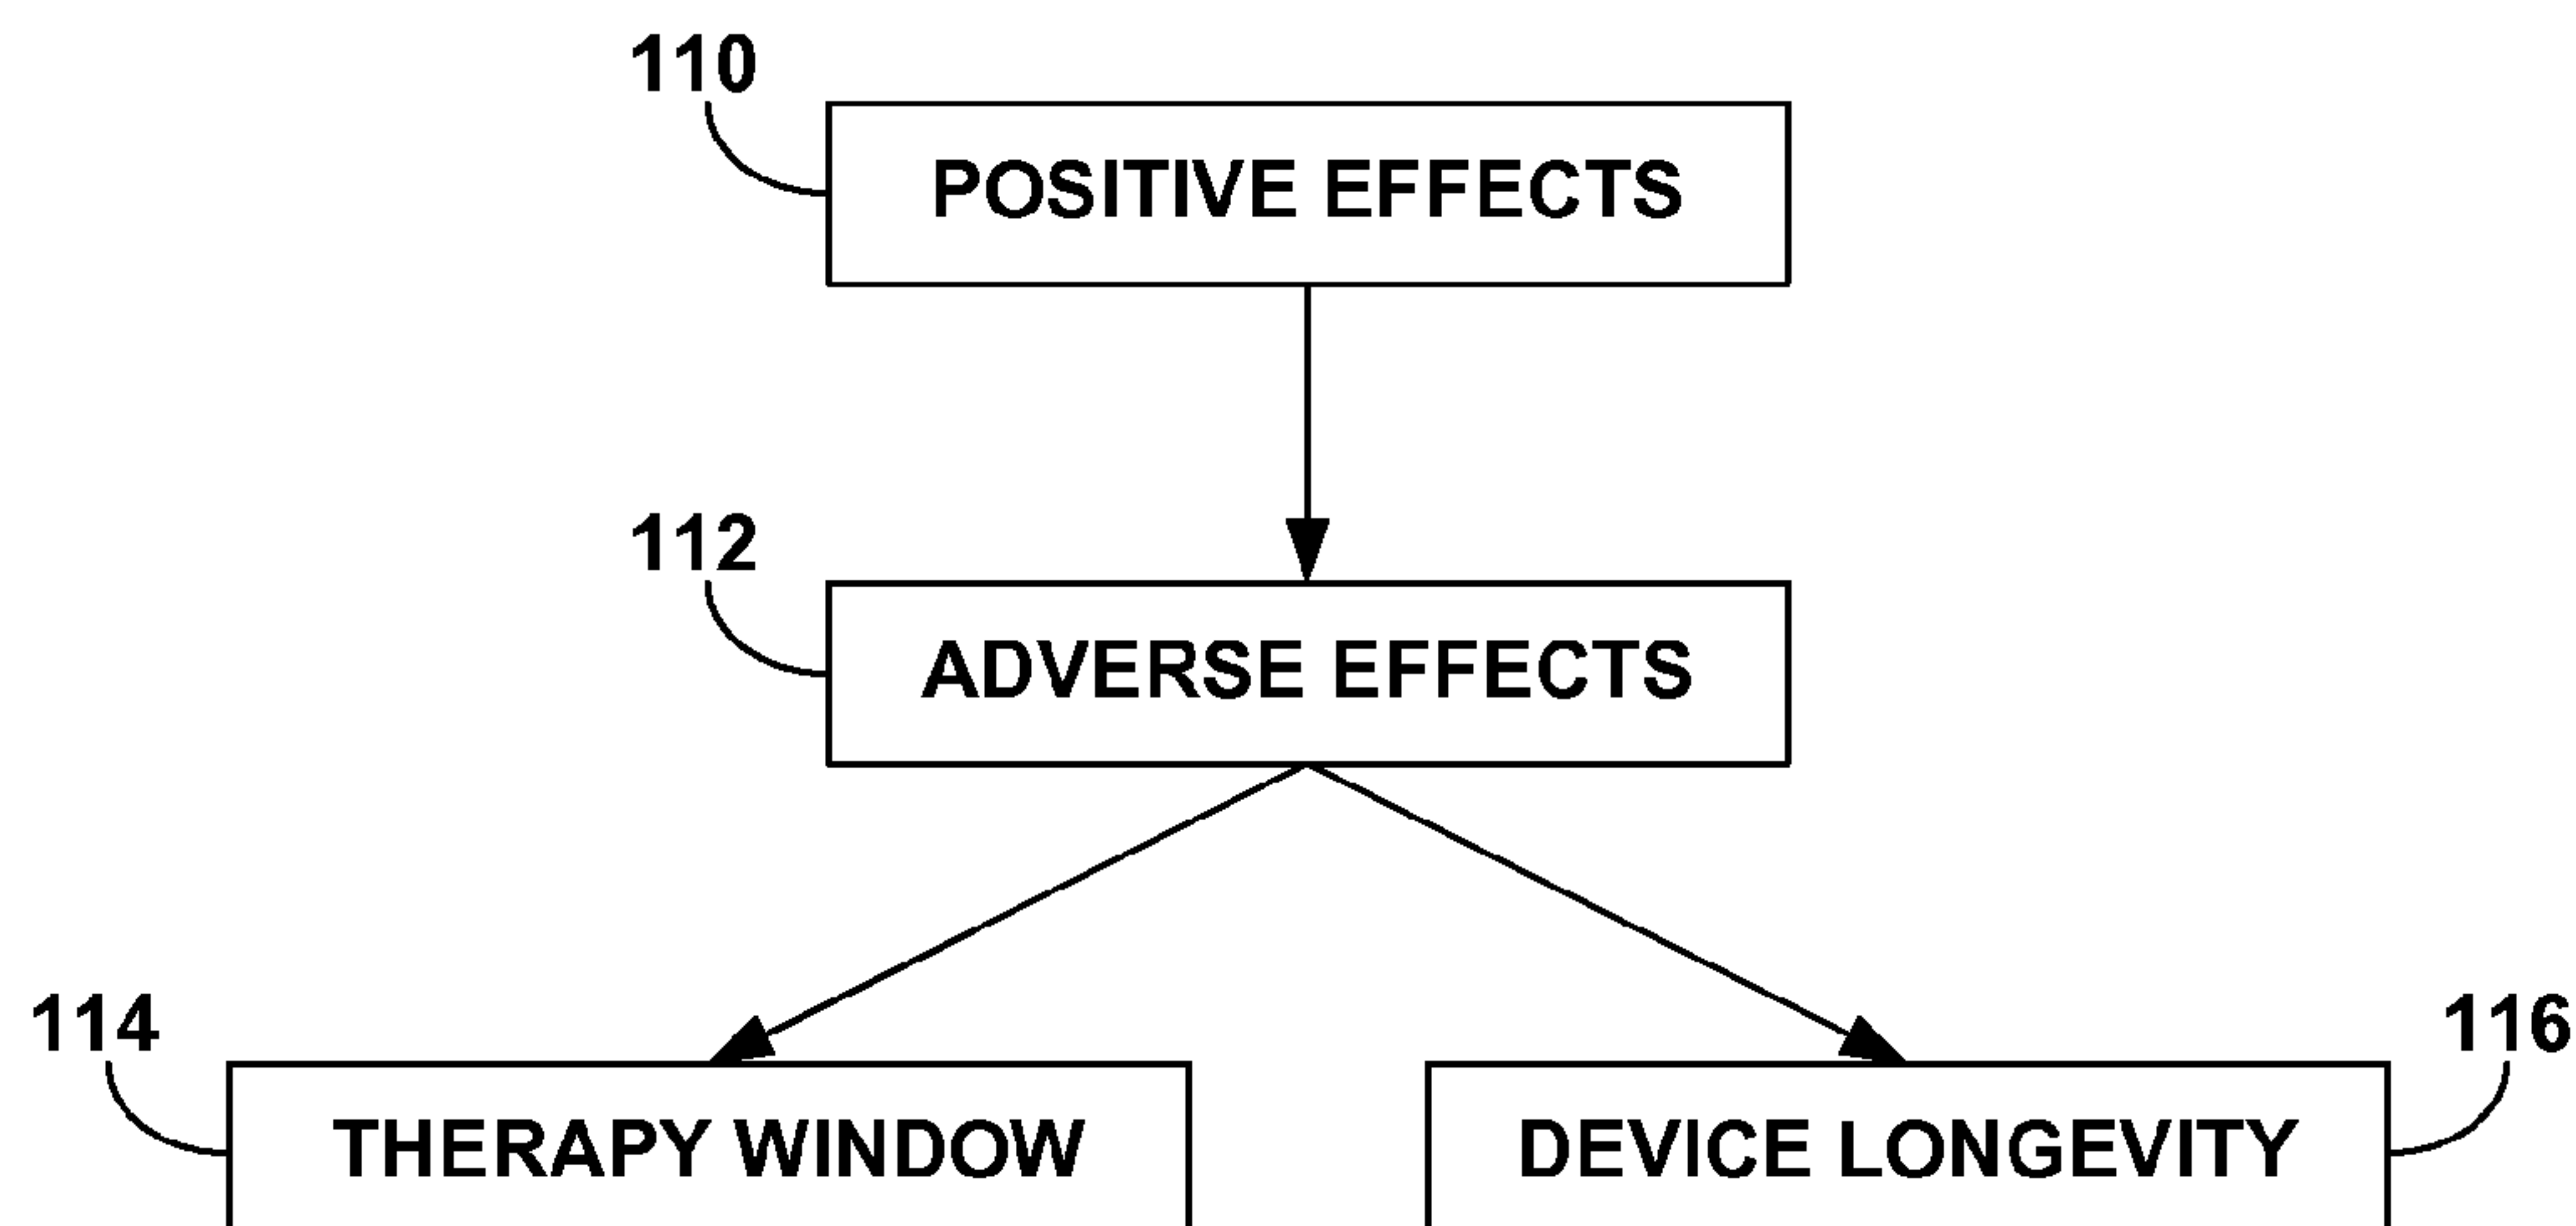 110
POSITIVE EFFECTS
112
ADVERSE EFFECTS
114
116
THERAPY WINDOW
DEVICE LONGEVITY